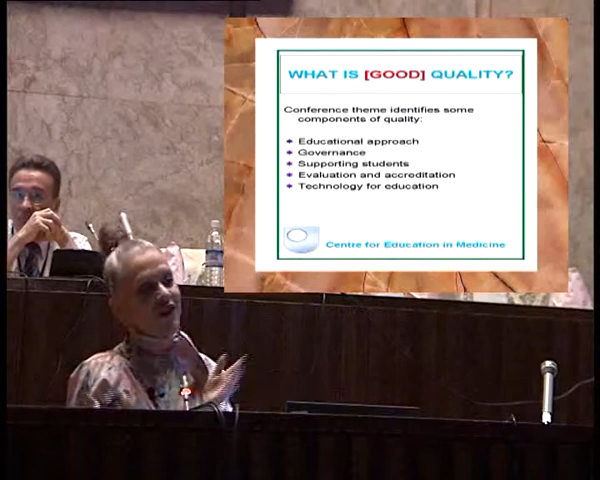 WHAT IS [GOOD] QUALITY?
Conference theme identifies some
components of quality:
Educational approach
Governance
Supporting students
Evaluation and accreditation
Technology for education
Centre for Education in Medicine